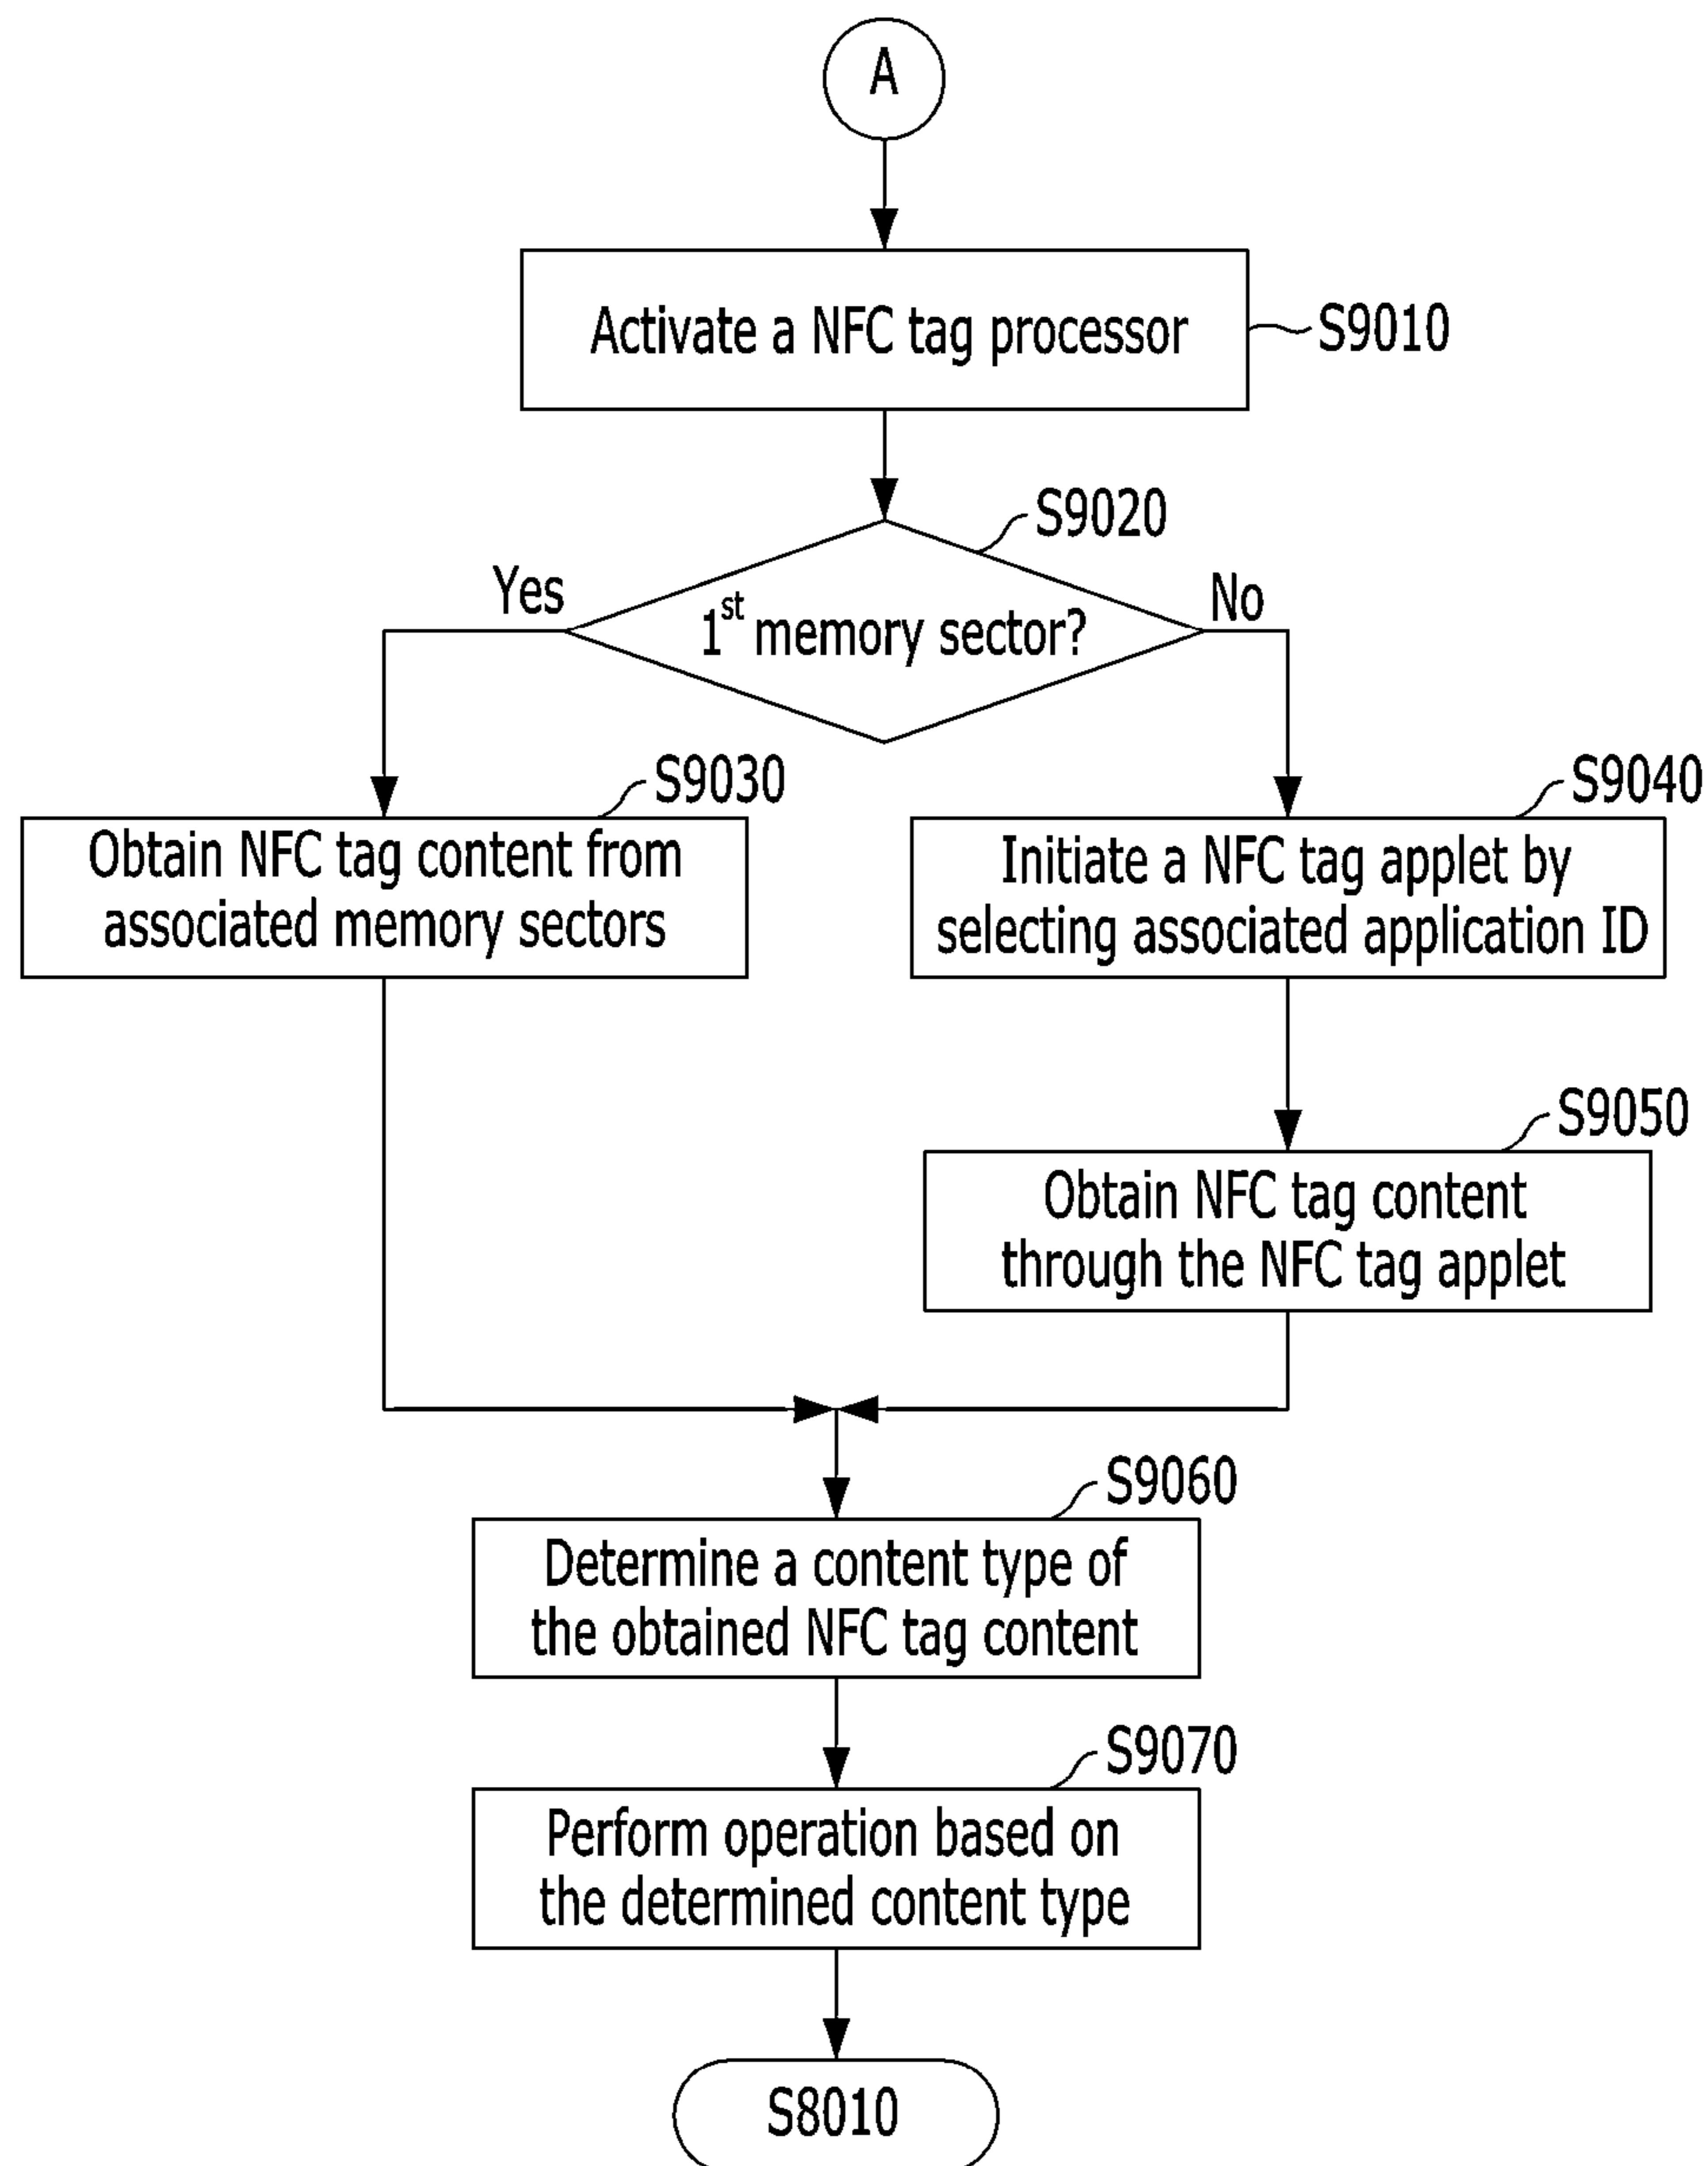 A
Activate a NFC tag processor
S9010
S9020
Yes
1st memory sector?
No
S9030
Obtain NFC tag content from
associated memory sectors
S9040
Initiate a NFC tag applet by
selecting associated application ID
S9050
Obtain NFC tag content
through the NFC tag applet
S9060
Determine a content type of
the obtained NFC tag content
S9070
Perform operation based on
the determined content type
S8010